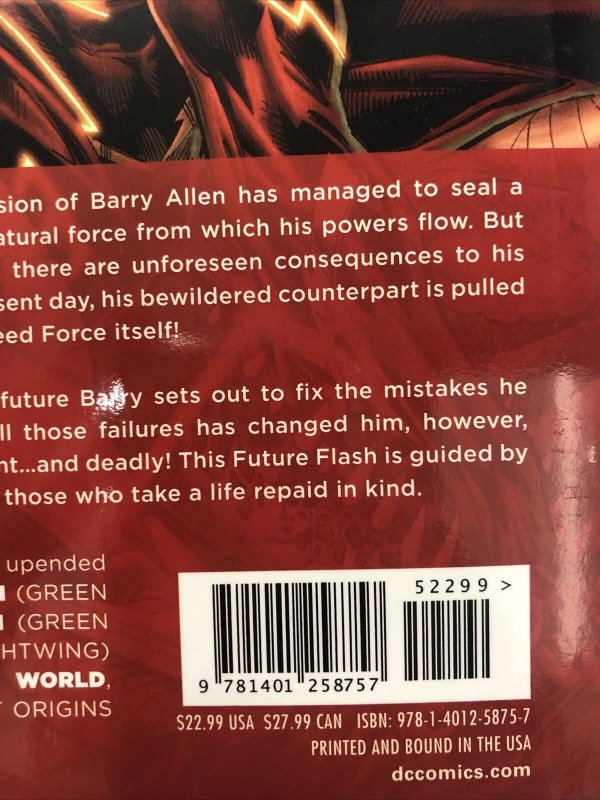 sion of Barry Allen has managed to seal a
atural force from which his powers flow. But
there are unforeseen consequences to his
sent day, his bewildered counterpart is pulled
eed Force itself!
future Barry sets out to fix the mistakes he
ll those failures has changed him, however,
nt...and deadly! This Future Flash is guided by
those who take a life repaid in kind.
upended
(GREEN
(GREEN
HTWING)
WORLD,
ORIGINS
52299 >
9 781401 258757
$22.99 USA $27.99 CAN ISBN: 978-1-4012-5875-7
PRINTED AND BOUND IN THE USA
dccomics.com